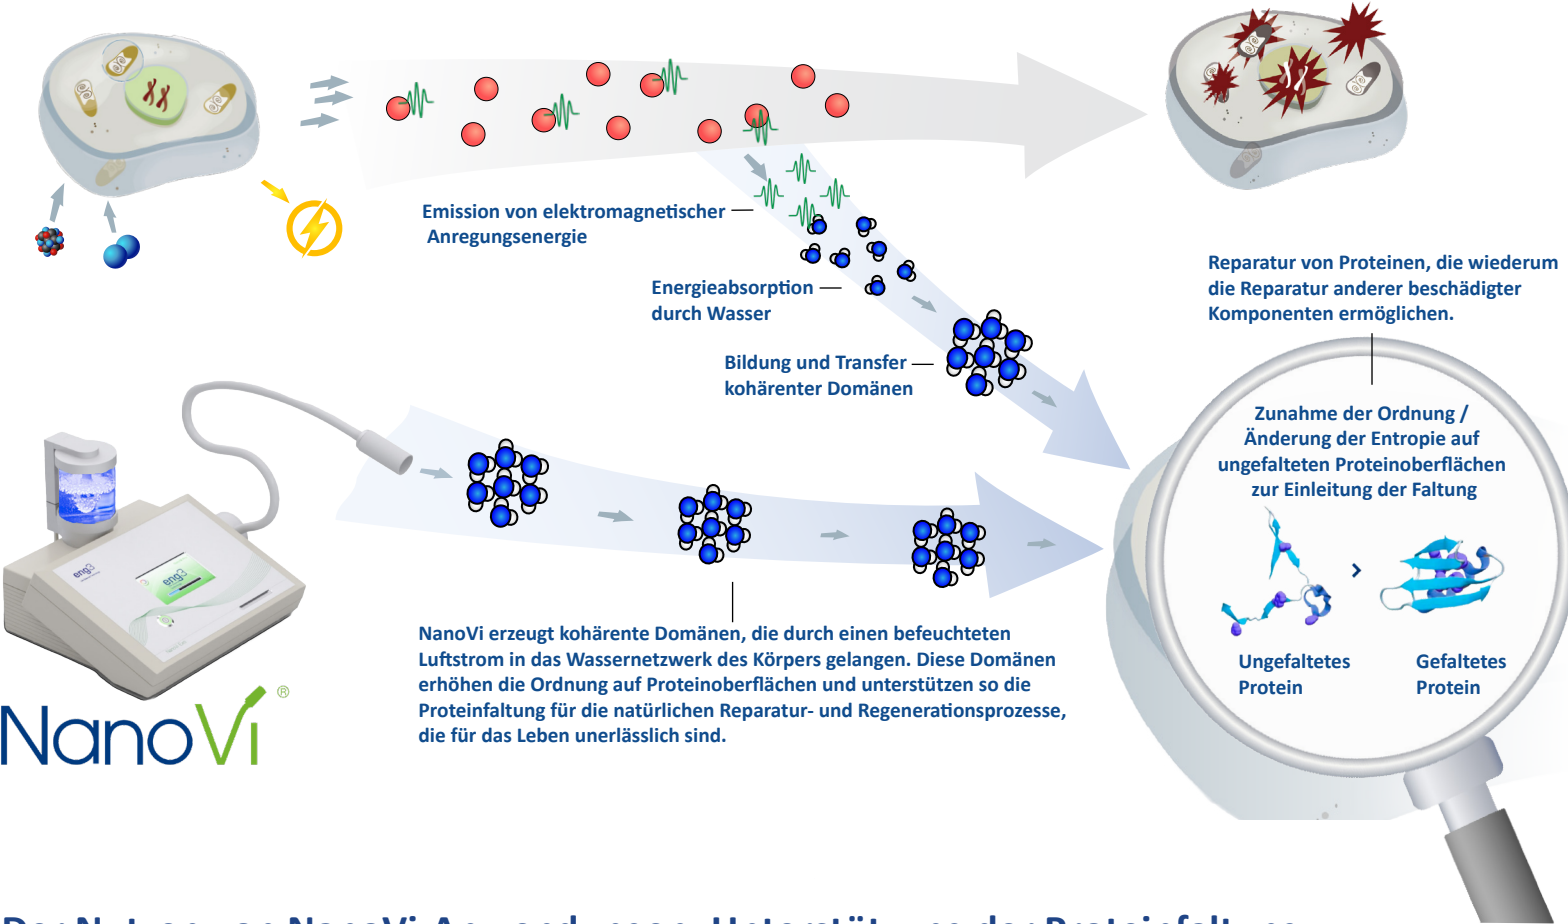 Emission von elektromagnetischer
Anregungsenergie
Energieabsorption
durch Wasser
Bildung und Transfer
kohärenter Domänen
Reparatur von Proteinen, die wiederum
die Reparatur anderer beschädigter
Komponenten ermöglichen.
Zunahme der Ordnung /
Änderung der Entropie auf
ungefalteten Proteinoberflächen
zur Einleitung der Faltung
Ungefaltetes
Protein
Gefaltetes
Protein
eng3
eng3
NanoVi®
NanoVi erzeugt kohärente Domänen, die durch einen befeuchteten
Luftstrom in das Wassernetzwerk des Körpers gelangen. Diese Domänen
erhöhen die Ordnung auf Proteinoberflächen und unterstützen so die
Proteinfaltung für die natürlichen Reparatur- und Regenerationsprozesse,
die für das Leben unerlässlich sind.